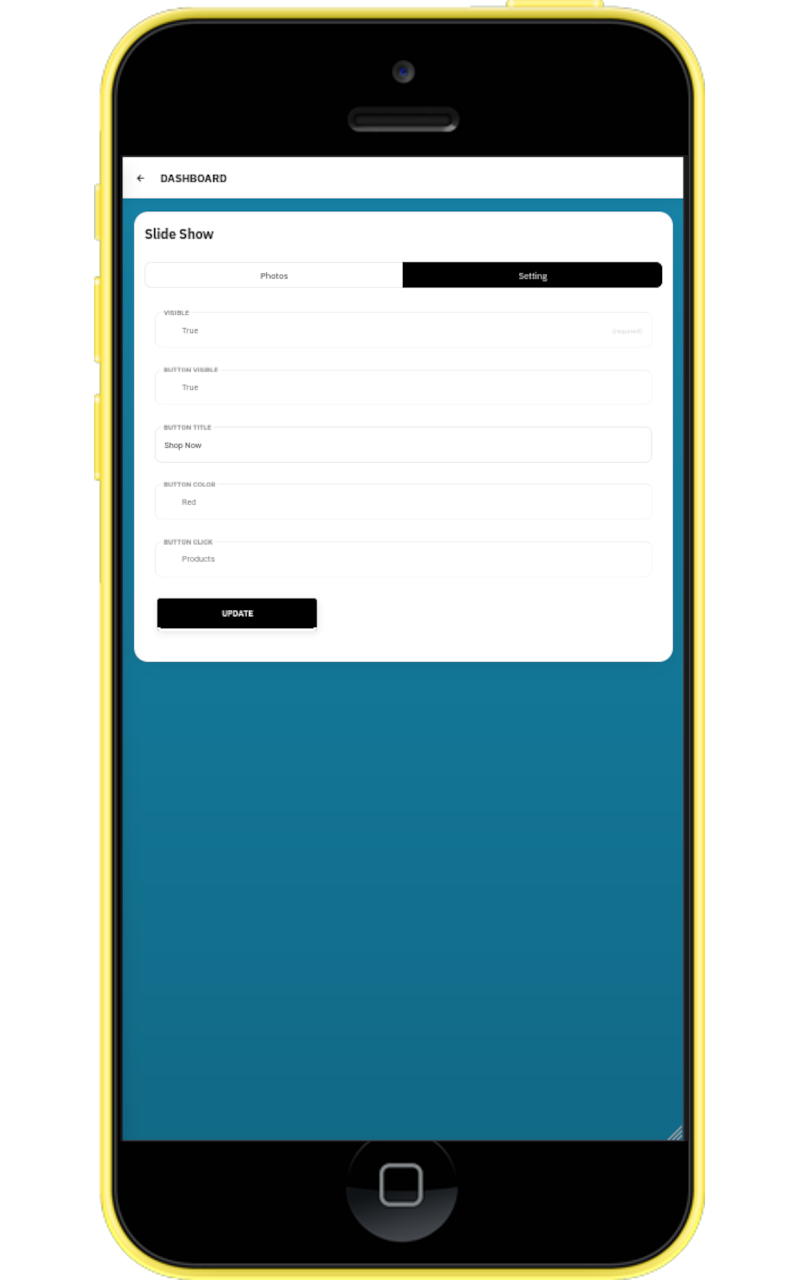 DASHBOARD
Slide Show
Photos Setting
VISIBLE
True (required)
BUTTON VISIBLE
True
BUTTON TITLE
Shop Now
BUTTON COLOR
Red
BUTTON CLICK
Products
UPDATE